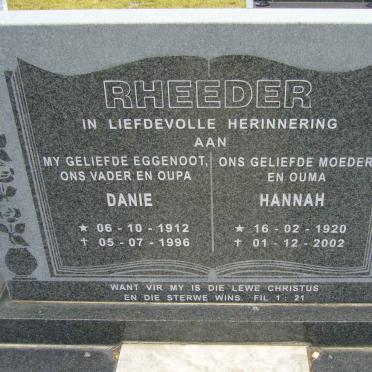 RHEEDER
IN LIEFDEVOLLE HERINNERING
AAN
MY GELIEFDE EGGENOOT,
ONS VADER EN OUPA
DANIE
★ 06 - 10 - 1912
✝ 05 - 07 - 1996
ONS GELIEFDE MOEDER
EN OUMA
HANNAH
★ 16 - 02 - 1920
✝ 01 - 12 - 2002
WANT VIR MY IS DIE LEWE CHRISTUS
EN DIE STERWE WINS. FIL 1 : 21